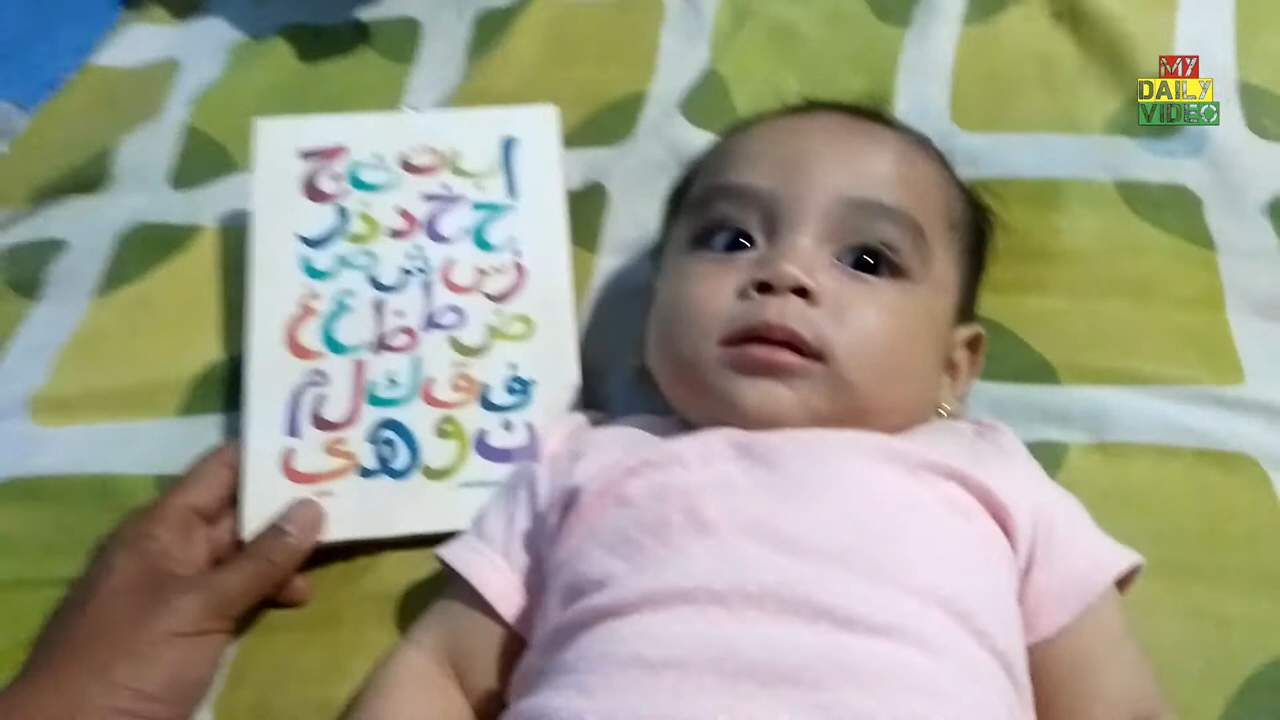 ا ب ت ث ج
ح خ د ذ ر
ز س ش ص
ض ط ظ ع غ
ف ق ك ل م
ن و ه ي
MY
DAILY
VIDEO